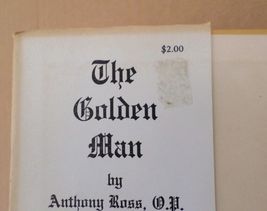 $2.00
The
Golden
Man
by
Anthony Ross, O.P.